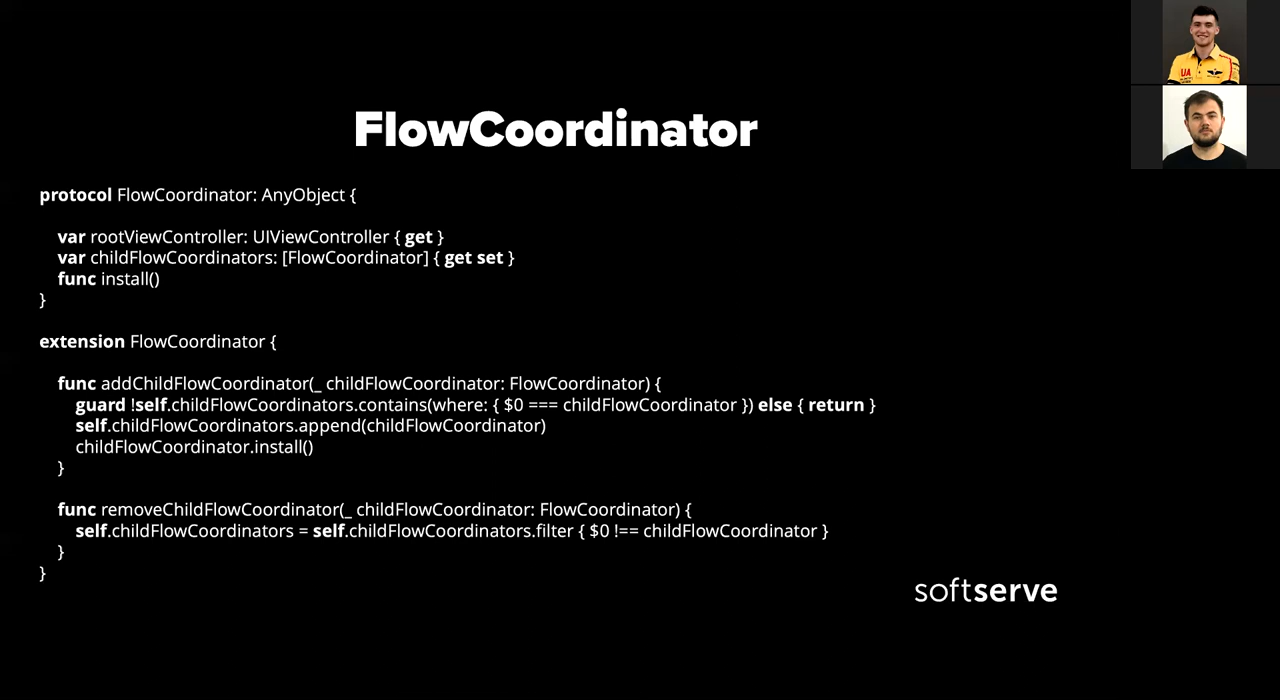 FlowCoordinator
protocol FlowCoordinator: AnyObject {
var rootViewController: UIViewController { get }
var childFlowCoordinators: [FlowCoordinator] { get set }
func install()
}
extension FlowCoordinator {
func addChildFlowCoordinator(_ childFlowCoordinator: FlowCoordinator) {
guard !self.childFlowCoordinators.contains(where: { $0 === childFlowCoordinator }) else { return }
self.childFlowCoordinators.append(childFlowCoordinator)
childFlowCoordinator.install()
}
func removeChildFlowCoordinator(_ childFlowCoordinator: FlowCoordinator) {
self.childFlowCoordinators = self.childFlowCoordinators.filter { $0 !== childFlowCoordinator }
}
}
softserve
UA